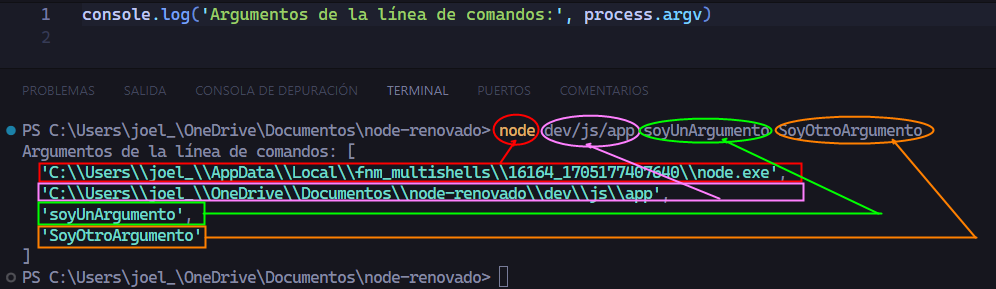 1 console.log('Argumentos de la línea de comandos:', process.argv)
2
PROBLEMAS SALIDA CONSOLA DE DEPURACIÓN TERMINAL PUERTOS COMENTARIOS
PS C:\Users\joel_\OneDrive\Documentos\node-renovado> node dev/js/app soyUnArgumento SoyOtroArgumento
Argumentos de la línea de comandos: [
'C:\\Users\\joel_\\AppData\\Local\\fnm_multishells\\16164_1705177407640\\node.exe',
'C:\\Users\\joel_\\OneDrive\\Documentos\\node-renovado\\dev\\js\\app',
'soyUnArgumento',
'SoyOtroArgumento'
]
PS C:\Users\joel_\OneDrive\Documentos\node-renovado>